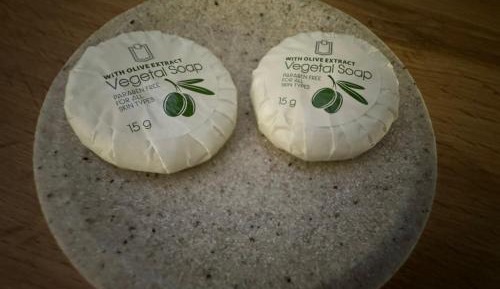 WITH OLIVE EXTRACT
Vegetal Soap
PARABEN FREE
FOR ALL
SKIN TYPES
15 g
WITH OLIVE EXTRACT
Vegetal Soap
PARABEN FREE
FOR ALL
SKIN TYPES
15 g